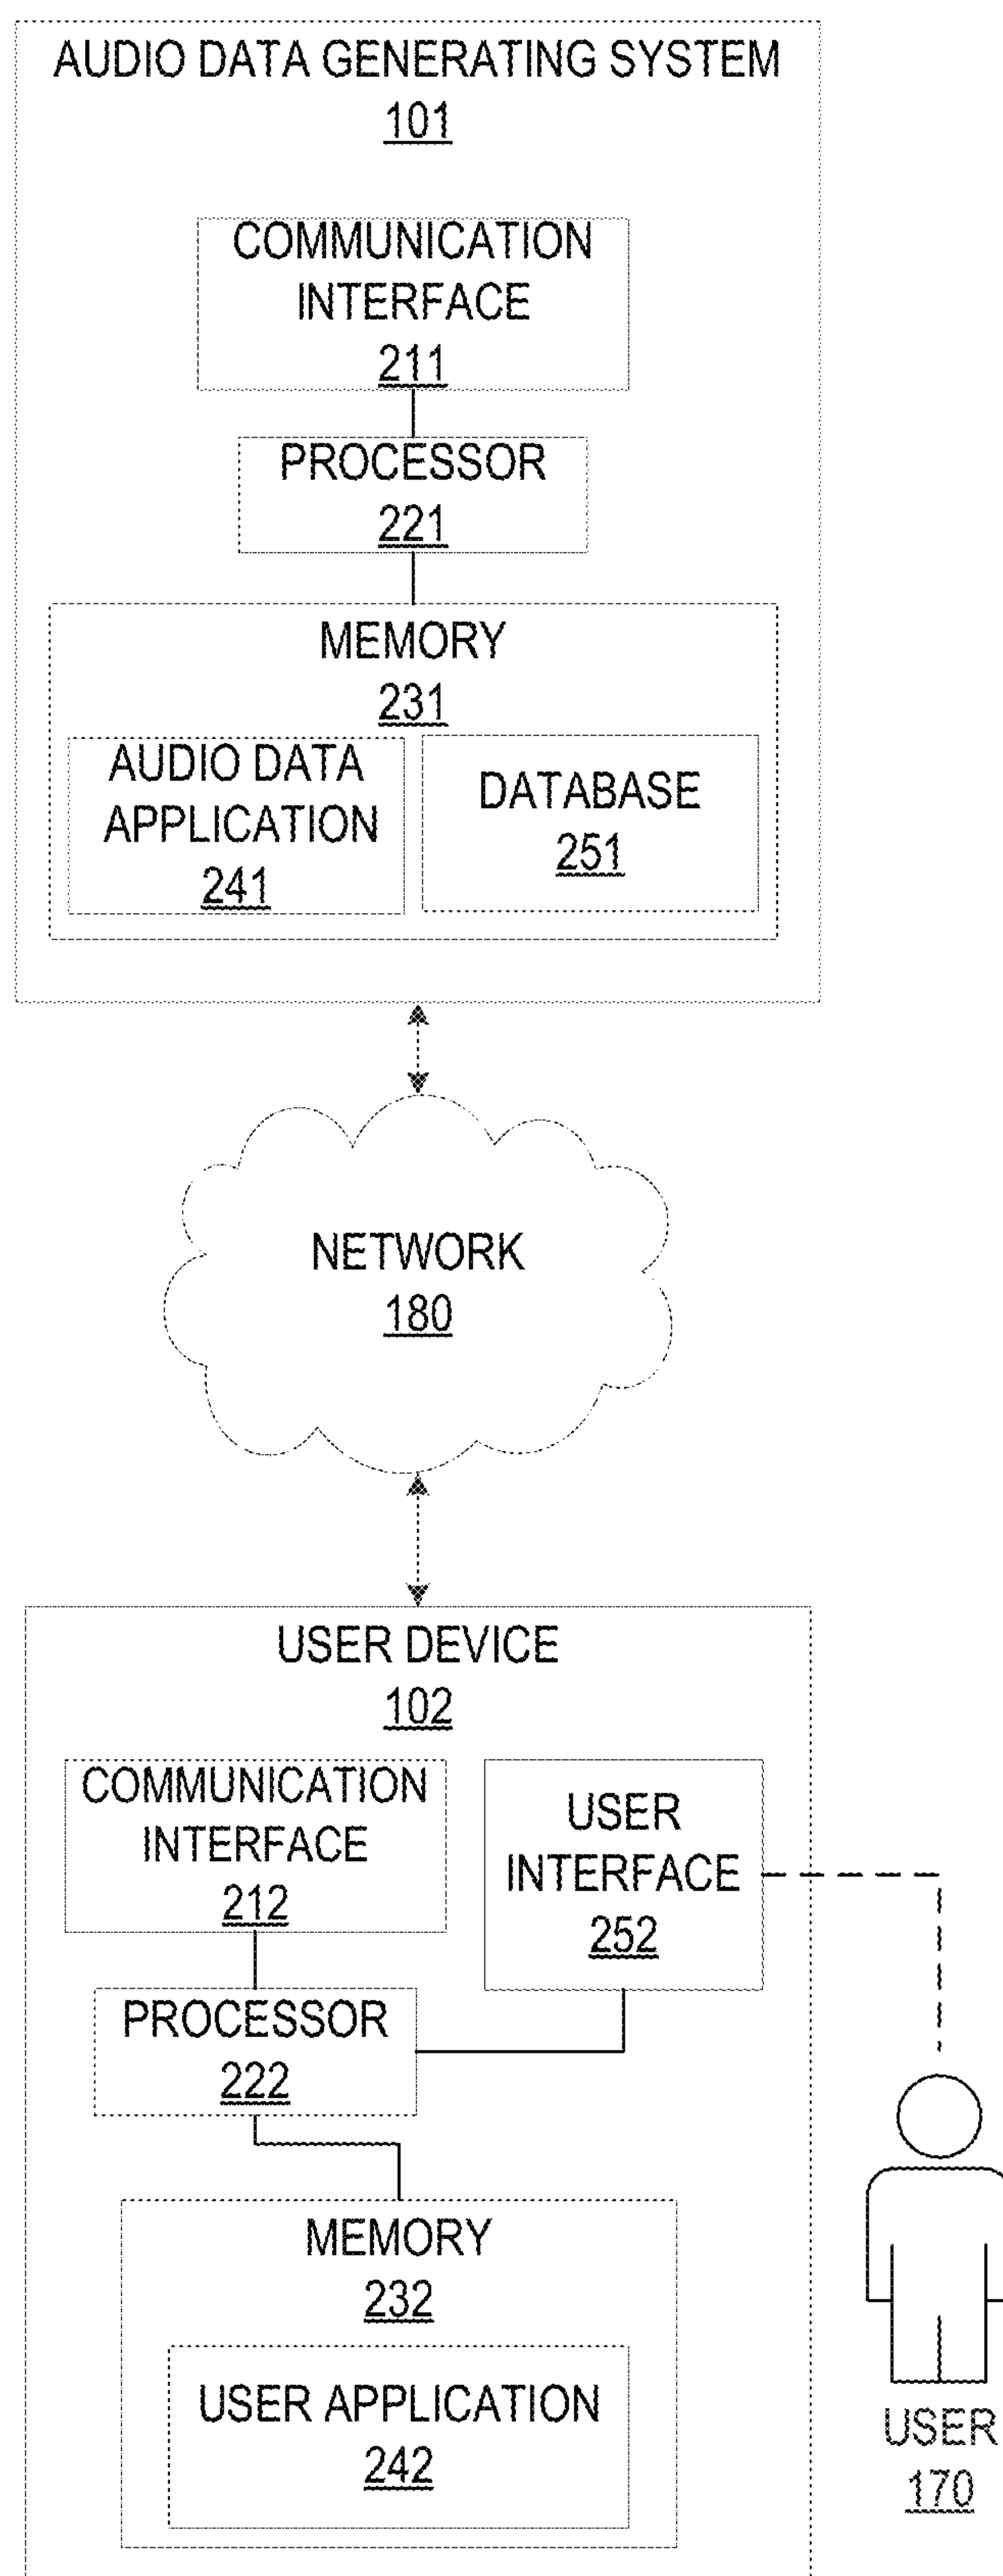 AUDIO DATA GENERATING SYSTEM
101
COMMUNICATION
INTERFACE
211
PROCESSOR
221
MEMORY
231
AUDIO DATA
APPLICATION
241
DATABASE
251
NETWORK
180
USER DEVICE
102
COMMUNICATION
INTERFACE
212
USER
INTERFACE
252
PROCESSOR
222
MEMORY
232
USER APPLICATION
242
USER
170